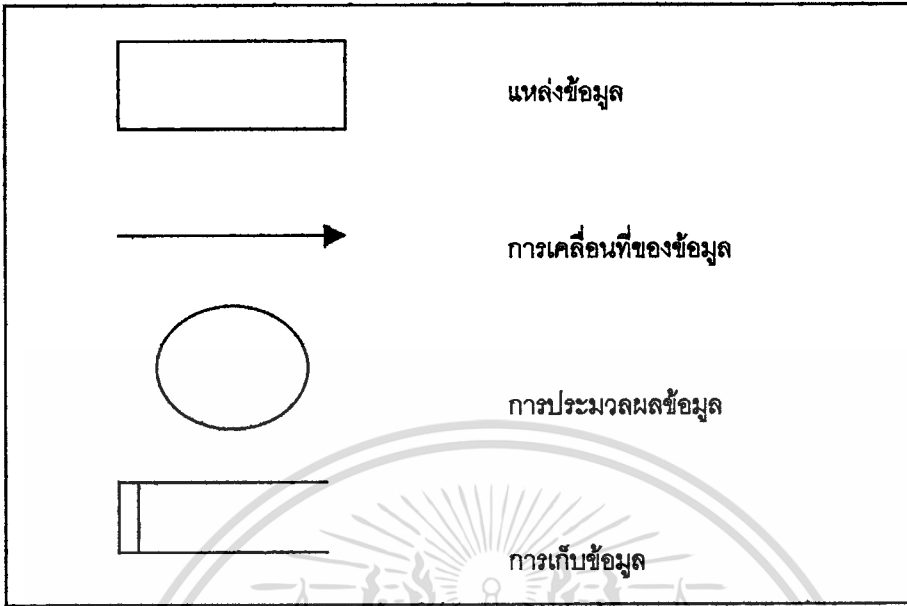 แหล่งข้อมูล
การเคลื่อนที่ของข้อมูล
การประมวลผลข้อมูล
การเก็บข้อมูล